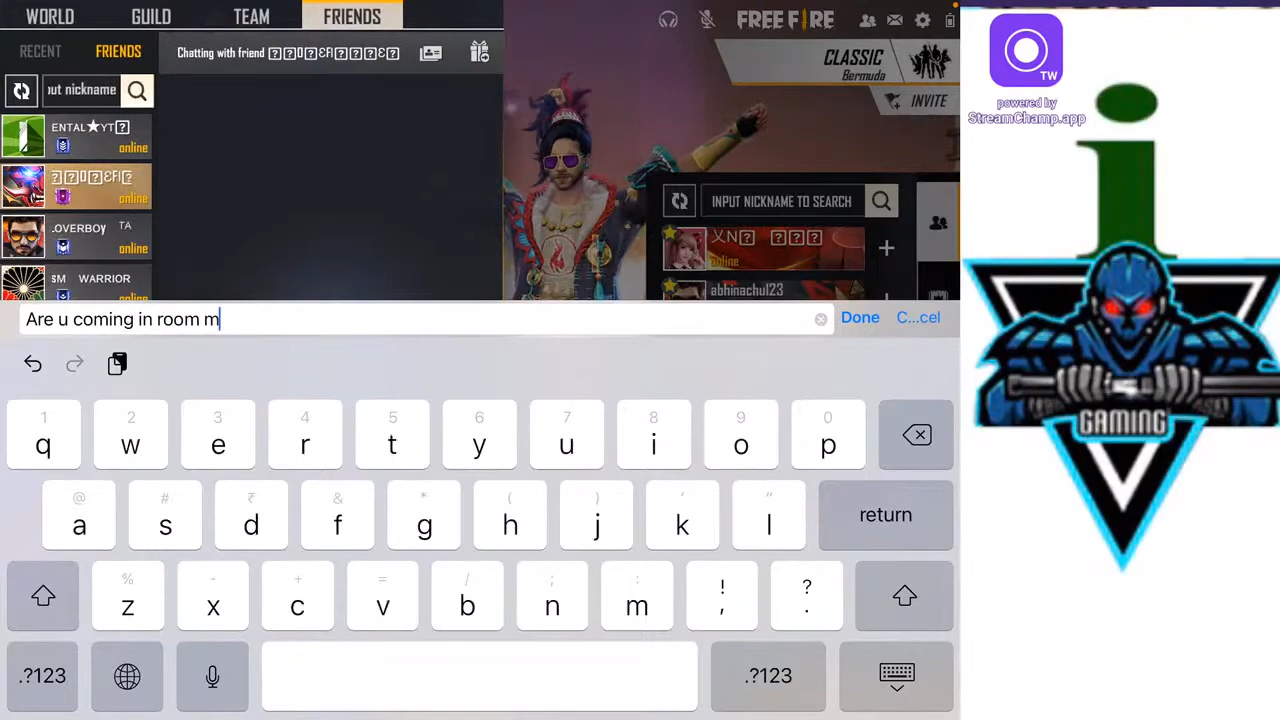 WORLD GUILD TEAM FRIENDS
RECENT FRIENDS
Chatting with friend
out nickname
ENTAL★YT
online
online
.OVERBOY TA
online
SM WARRIOR
online
FREE FIRE
CLASSIC
Bermuda
INVITE
INPUT NICKNAME TO SEARCH
online
abhinachul23
TW
powered by
StreamChamp.app
i
GAMING
Are u coming in room m
Done C...cel
1 2 3 4 5 6 7 8 9 0
q w e r t y u i o p
@ # ₹ & * ( ) ' "
a s d f g h j k l return
% - + = / ; : ! ?
z x c v b n m , .
.?123 .?123